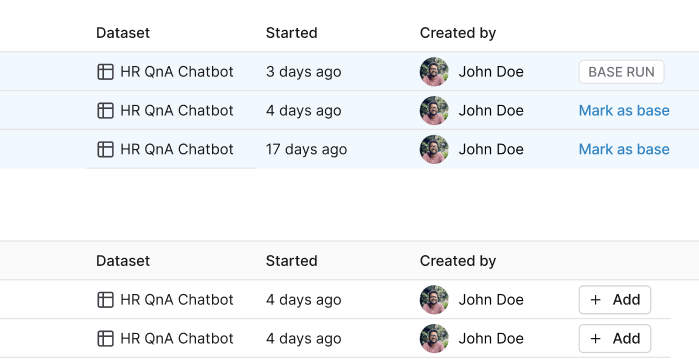 Dataset Started Created by
HR QnA Chatbot 3 days ago John Doe BASE RUN
HR QnA Chatbot 4 days ago John Doe Mark as base
HR QnA Chatbot 17 days ago John Doe Mark as base
Dataset Started Created by
HR QnA Chatbot 4 days ago John Doe + Add
HR QnA Chatbot 4 days ago John Doe + Add